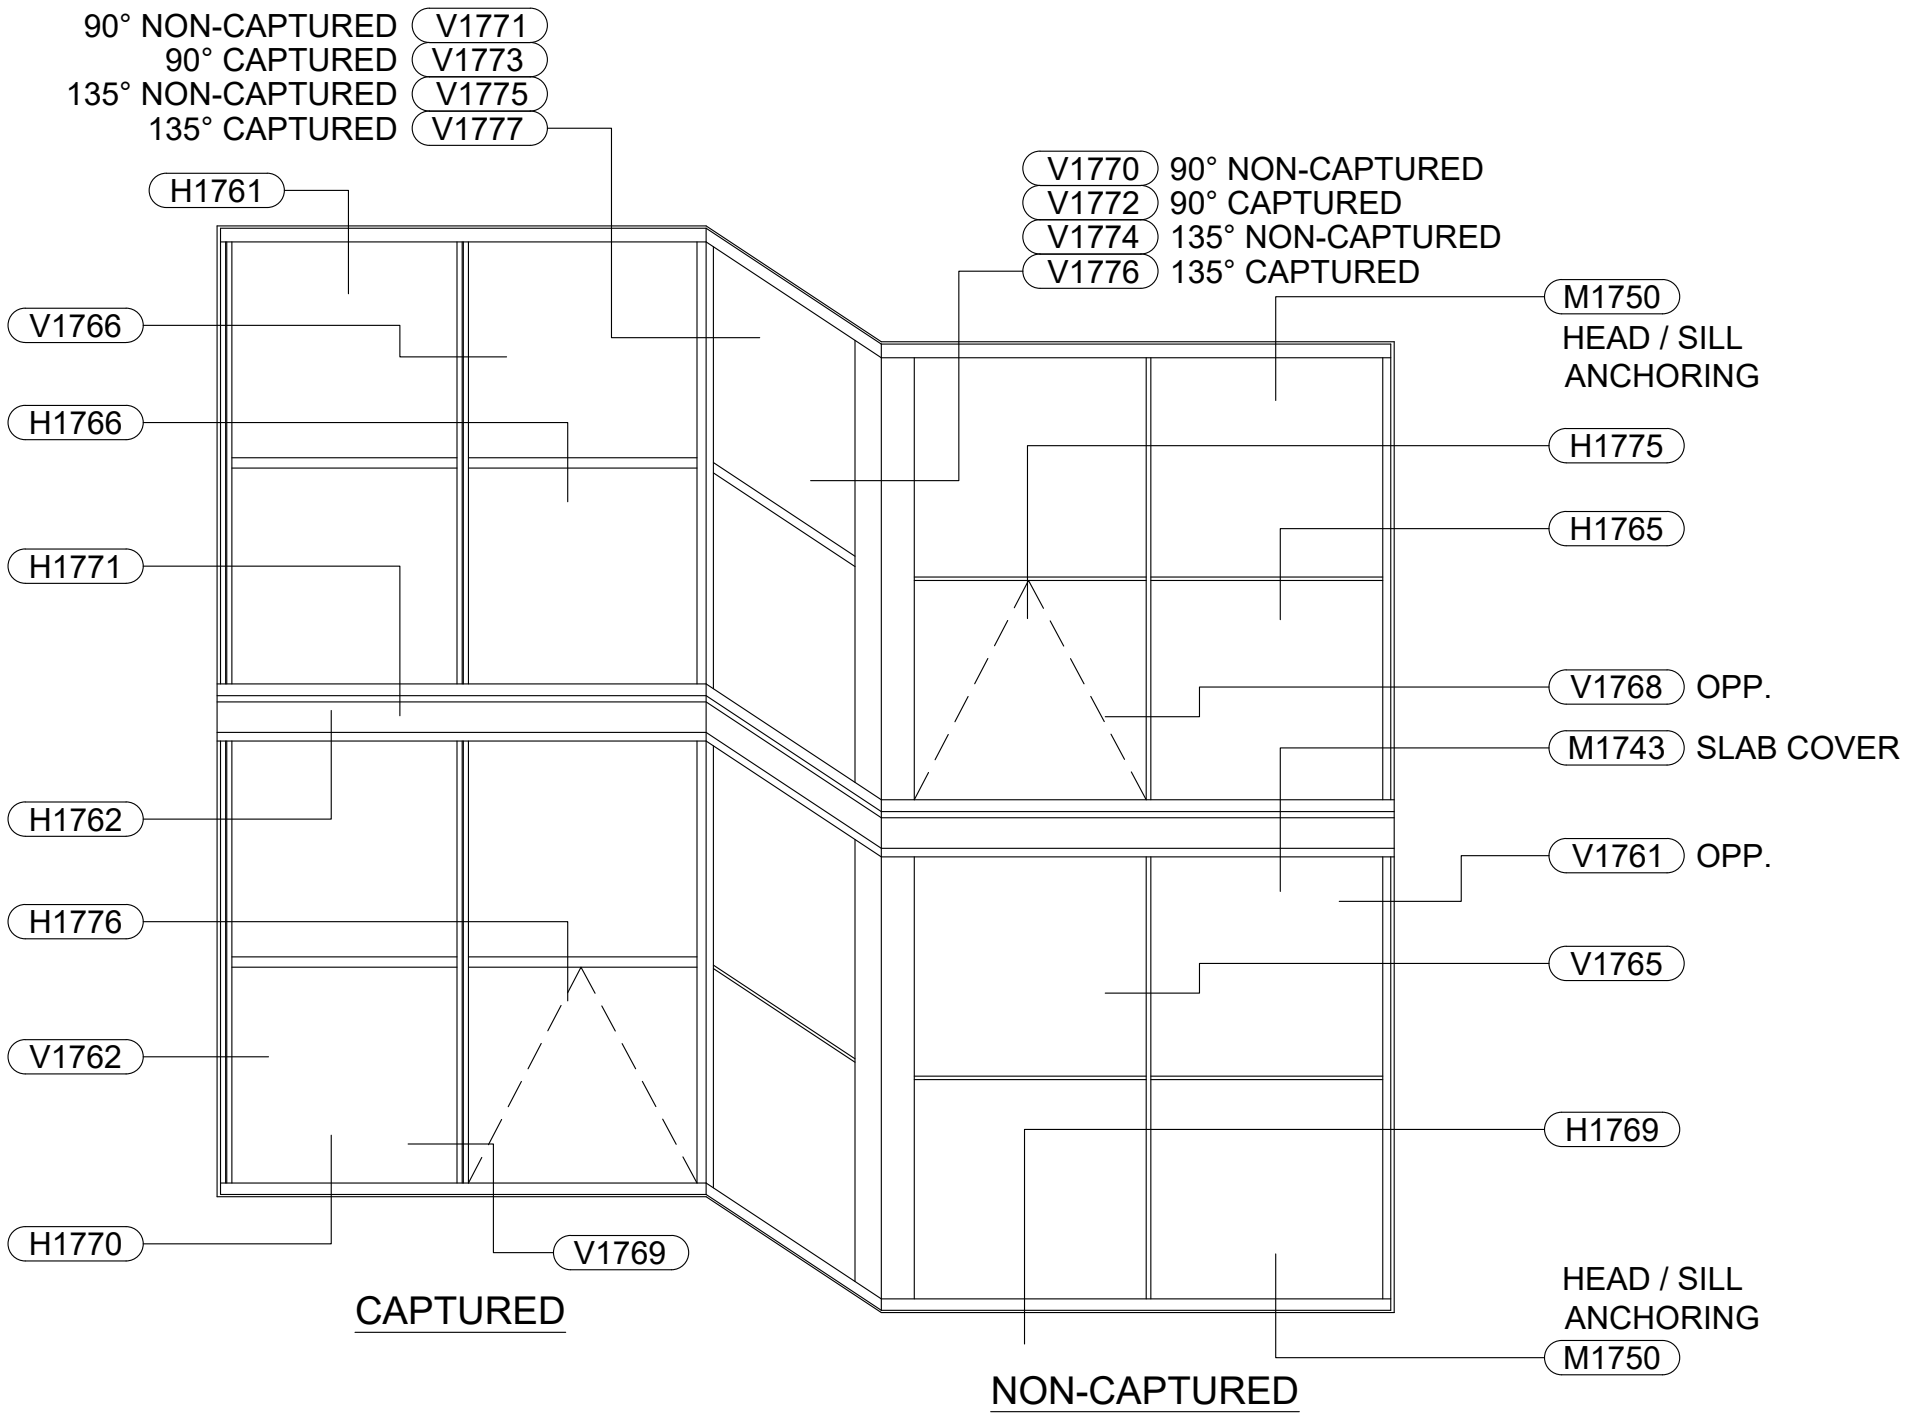 90° NON-CAPTURED V1771
90° CAPTURED V1773
135° NON-CAPTURED V1775
135° CAPTURED V1777
H1761
V1770 90° NON-CAPTURED
V1772 90° CAPTURED
V1774 135° NON-CAPTURED
V1776 135° CAPTURED
M1750
HEAD / SILL
ANCHORING
V1766
H1766
H1775
H1765
H1771
V1768 OPP.
M1743 SLAB COVER
H1762
V1761 OPP.
H1776
V1765
V1762
H1769
H1770
V1769
CAPTURED
HEAD / SILL
ANCHORING
M1750
NON-CAPTURED